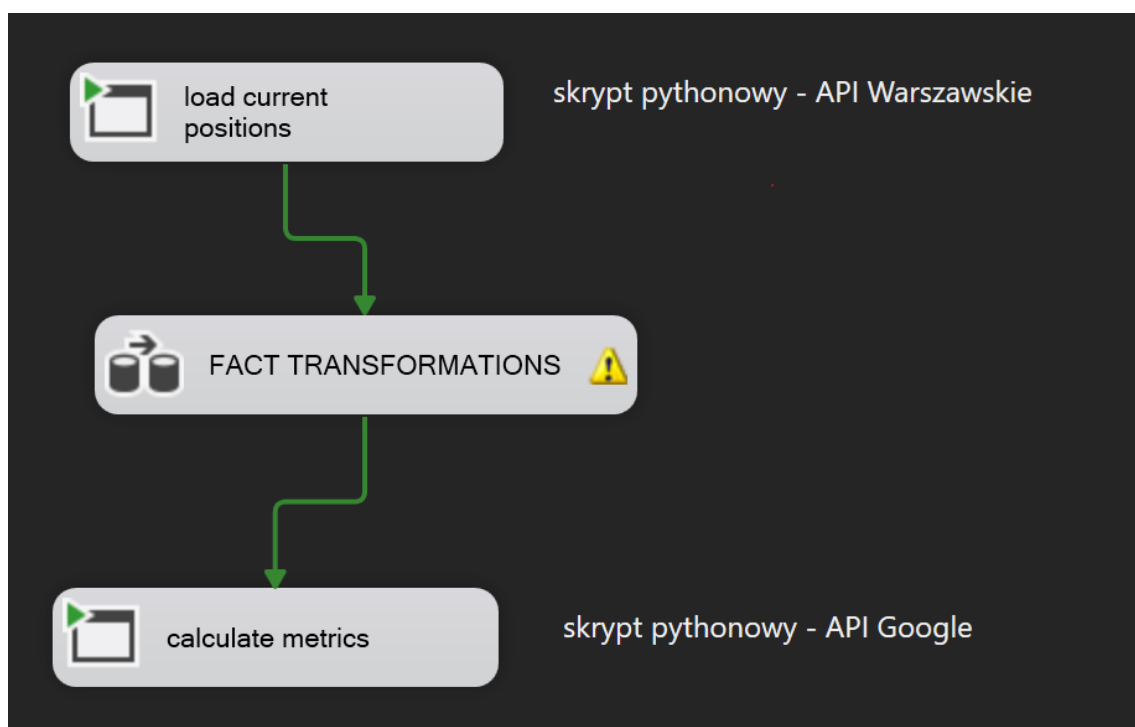 load current
positions
skrypt pythonowy - API Warszawskie
FACT TRANSFORMATIONS
calculate metrics
skrypt pythonowy - API Google